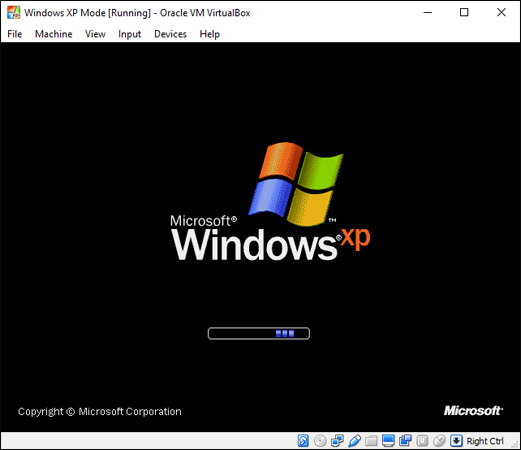 Windows XP Mode [Running] - Oracle VM VirtualBox
File Machine View Input Devices Help
Microsoft®
Windows®xp
™
Copyright © Microsoft Corporation
Microsoft®
Right Ctrl